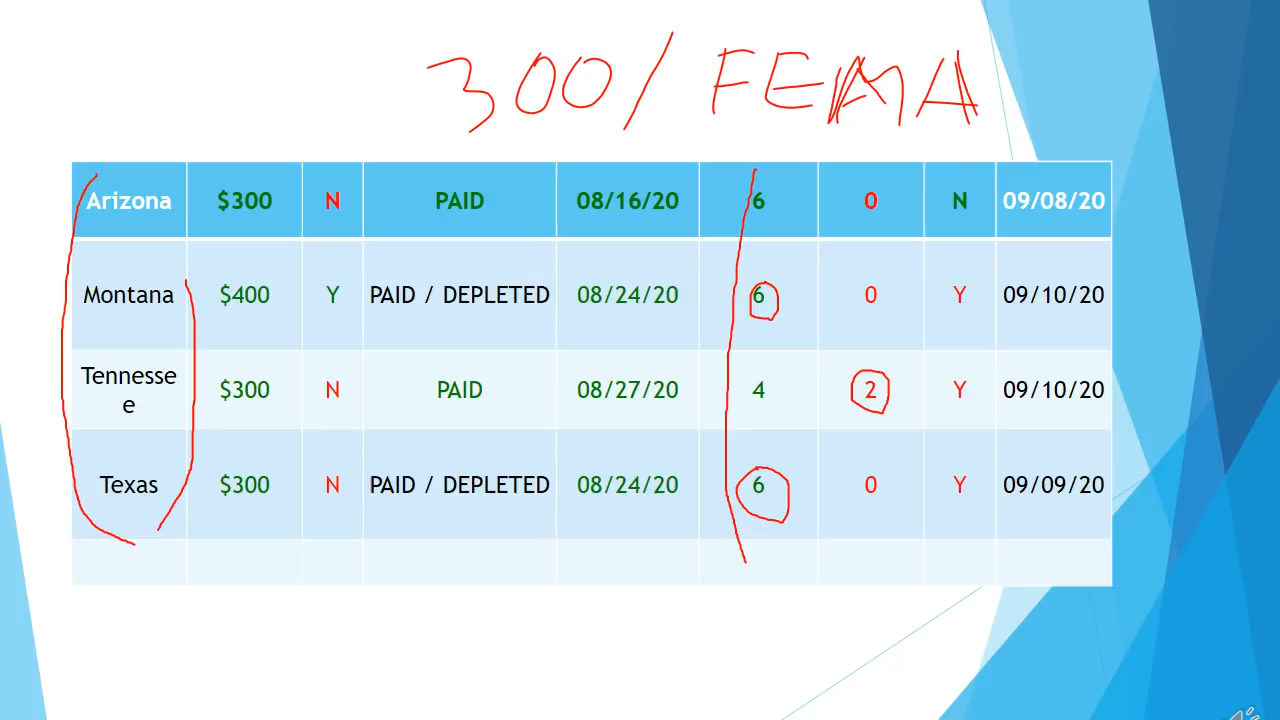 300/ FEMA
Arizona $300 N PAID 08/16/20 6 0 N 09/08/20
Montana $400 Y PAID / DEPLETED 08/24/20 6 0 Y 09/10/20
Tennesse
e $300 N PAID 08/27/20 4 2 Y 09/10/20
Texas $300 N PAID / DEPLETED 08/24/20 6 0 Y 09/09/20